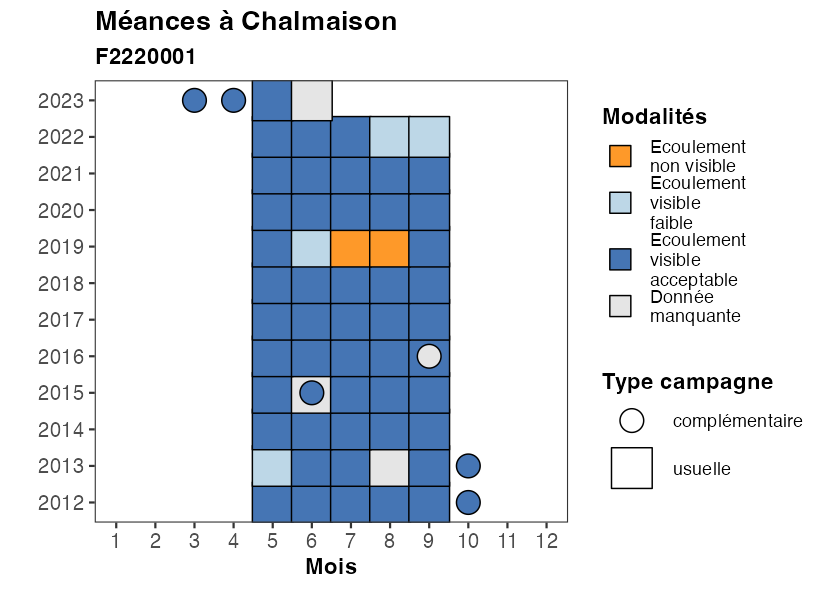 Méances à Chalmaison
F2220001
2023
2022
2021
2020
2019
2018
2017
2016
2015
2014
2013
2012
1 2 3 4 5 6 7 8 9 10 11 12
Mois
Modalités
Ecoulement
non visible
Ecoulement
visible
faible
Ecoulement
visible
acceptable
Donnée
manquante
Type campagne
complémentaire
usuelle